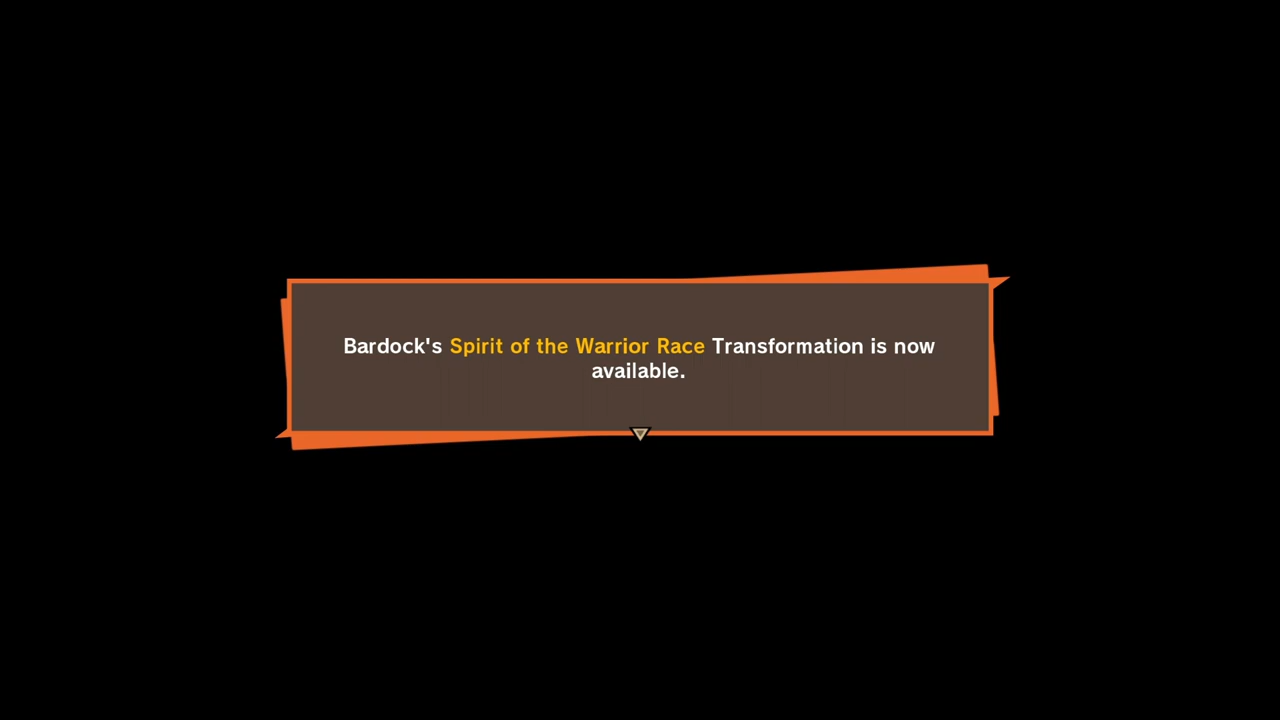 Bardock's Spirit of the Warrior Race Transformation is now
available.